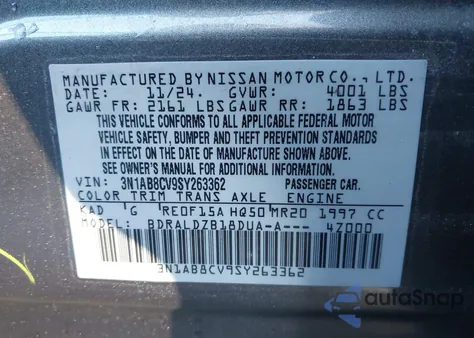 MANUFACTURED BY NISSAN MOTOR CO., LTD.
DATE: 11/24. GVWR: 4001 LBS
GAWR FR: 2161 LBS GAWR RR: 1863 LBS
THIS VEHICLE CONFORMS TO ALL APPLICABLE FEDERAL MOTOR
VEHICLE SAFETY, BUMPER AND THEFT PREVENTION STANDARDS
IN EFFECT ON THE DATE OF MANUFACTURE SHOWN ABOVE.
SEE OWNER'S MANUAL FOR ADDITIONAL INFORMATION.
VIN: 3N1AB8CV9SY263362 PASSENGER CAR.
COLOR TRIM TRANS AXLE ENGINE
KAD G RE0F15A HQ50 MR20 1997 CC
MODEL: BDRALDZB18DUA-A--- 4Z000
3N1AB8CV9SY263362
AutoSnap